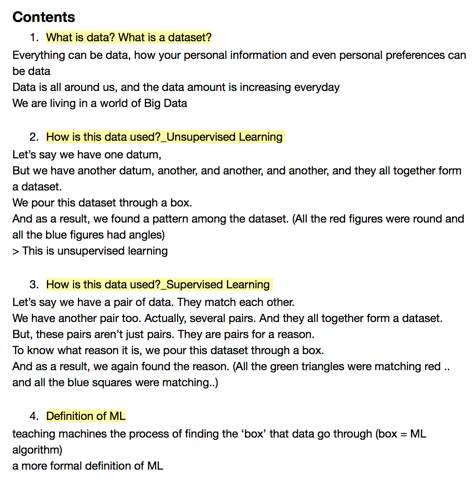 Contents
1. What is data? What is a dataset?
Everything can be data, how your personal information and even personal preferences can
be data
Data is all around us, and the data amount is increasing everyday
We are living in a world of Big Data
2. How is this data used?_Unsupervised Learning
Let's say we have one datum,
But we have another datum, another, and another, and another, and they all together form
a dataset.
We pour this dataset through a box.
And as a result, we found a pattern among the dataset. (All the red figures were round and
all the blue figures had angles)
> This is unsupervised learning
3. How is this data used?_Supervised Learning
Let's say we have a pair of data. They match each other.
We have another pair too. Actually, several pairs. And they all together form a dataset.
But, these pairs aren't just pairs. They are pairs for a reason.
To know what reason it is, we pour this dataset through a box.
And as a result, we again found the reason. (All the green triangles were matching red ..
and all the blue squares were matching..)
4. Definition of ML
teaching machines the process of finding the 'box' that data go through (box = ML
algorithm)
a more formal definition of ML